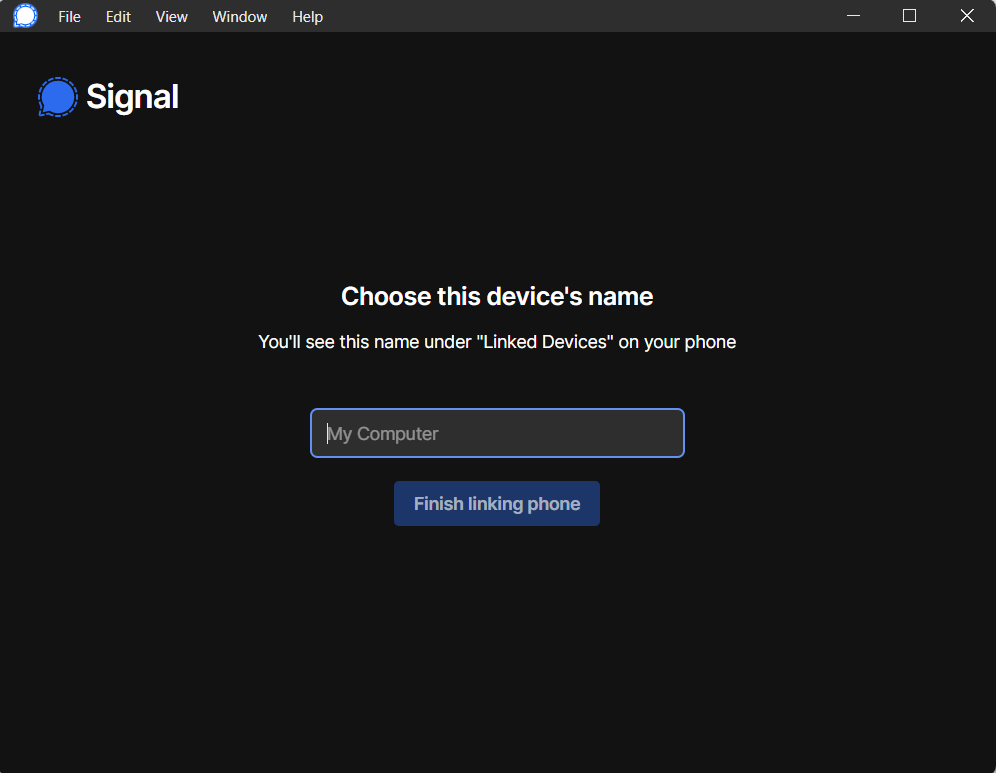 File Edit View Window Help
Signal
Choose this device's name
You'll see this name under "Linked Devices" on your phone
My Computer
Finish linking phone